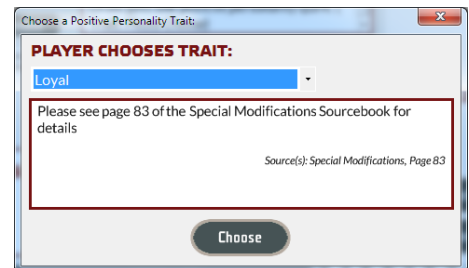 Choose a Positive Personality Trait:
x
PLAYER CHOOSES TRAIT:
Loyal
Please see page 83 of the Special Modifications Sourcebook for
details
Source(s): Special Modifications, Page 83
Choose